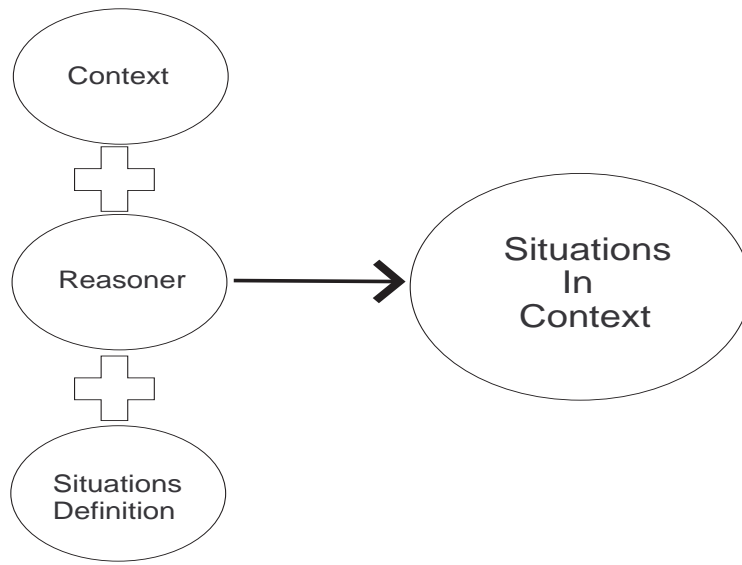 Context
Reasoner
Situations
Definition
Situations
In
Context